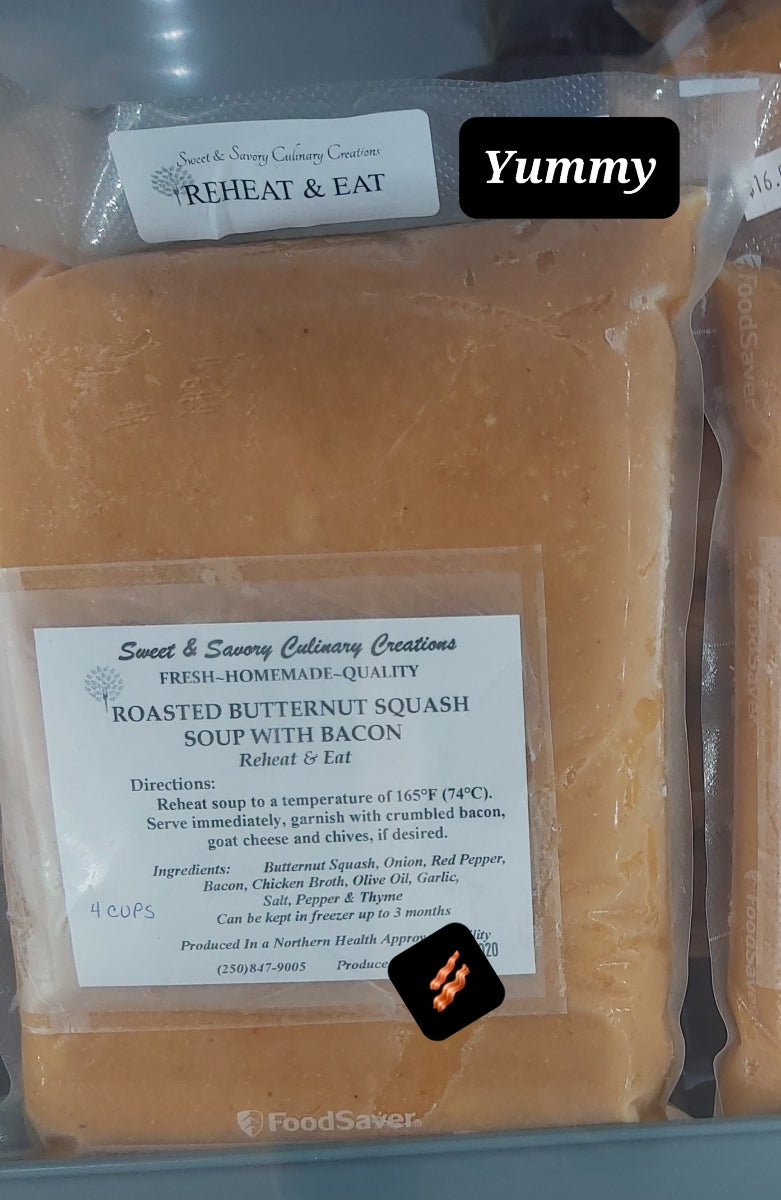 Sweet & Savory Culinary Creations
REHEAT & EAT
Yummy
$16.
FoodSaver
Sweet & Savory Culinary Creations
FRESH~HOMEMADE~QUALITY
ROASTED BUTTERNUT SQUASH
SOUP WITH BACON
Reheat & Eat
Directions:
Reheat soup to a temperature of 165°F (74°C).
Serve immediately, garnish with crumbled bacon,
goat cheese and chives, if desired.
Ingredients: Butternut Squash, Onion, Red Pepper,
Bacon, Chicken Broth, Olive Oil, Garlic,
Salt, Pepper & Thyme
4 CUPS
Can be kept in freezer up to 3 months
Produced In a Northern Health
(250)847-9005
FoodSaver
FoodSaver
FoodSaver®